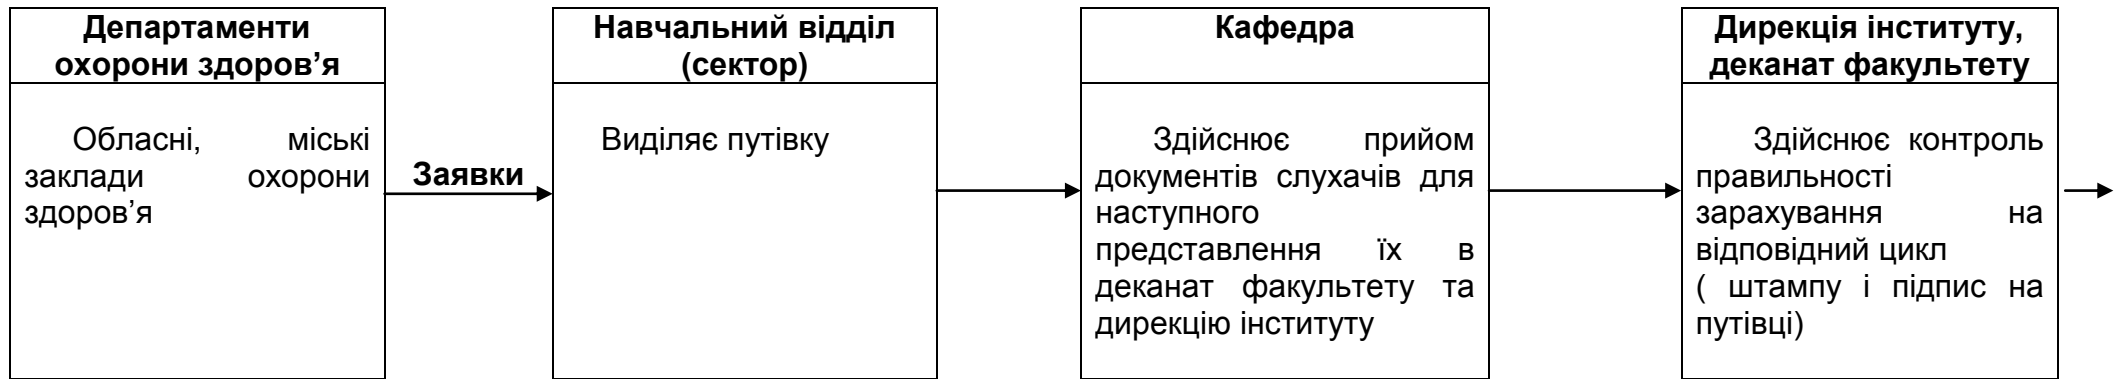 Департаменти
охорони здоров’я
Обласні, міські
заклади охорони
здоров’я
Заявки
Навчальний відділ
(сектор)
Виділяє путівку
Кафедра
Здійснює прийом
документів слухачів для
наступного
представлення їх в
деканат факультету та
дирекцію інституту
Дирекція інституту,
деканат факультету
Здійснює контроль
правильності
зарахування на
відповідний цикл
( штампу і підпис на
путівці)